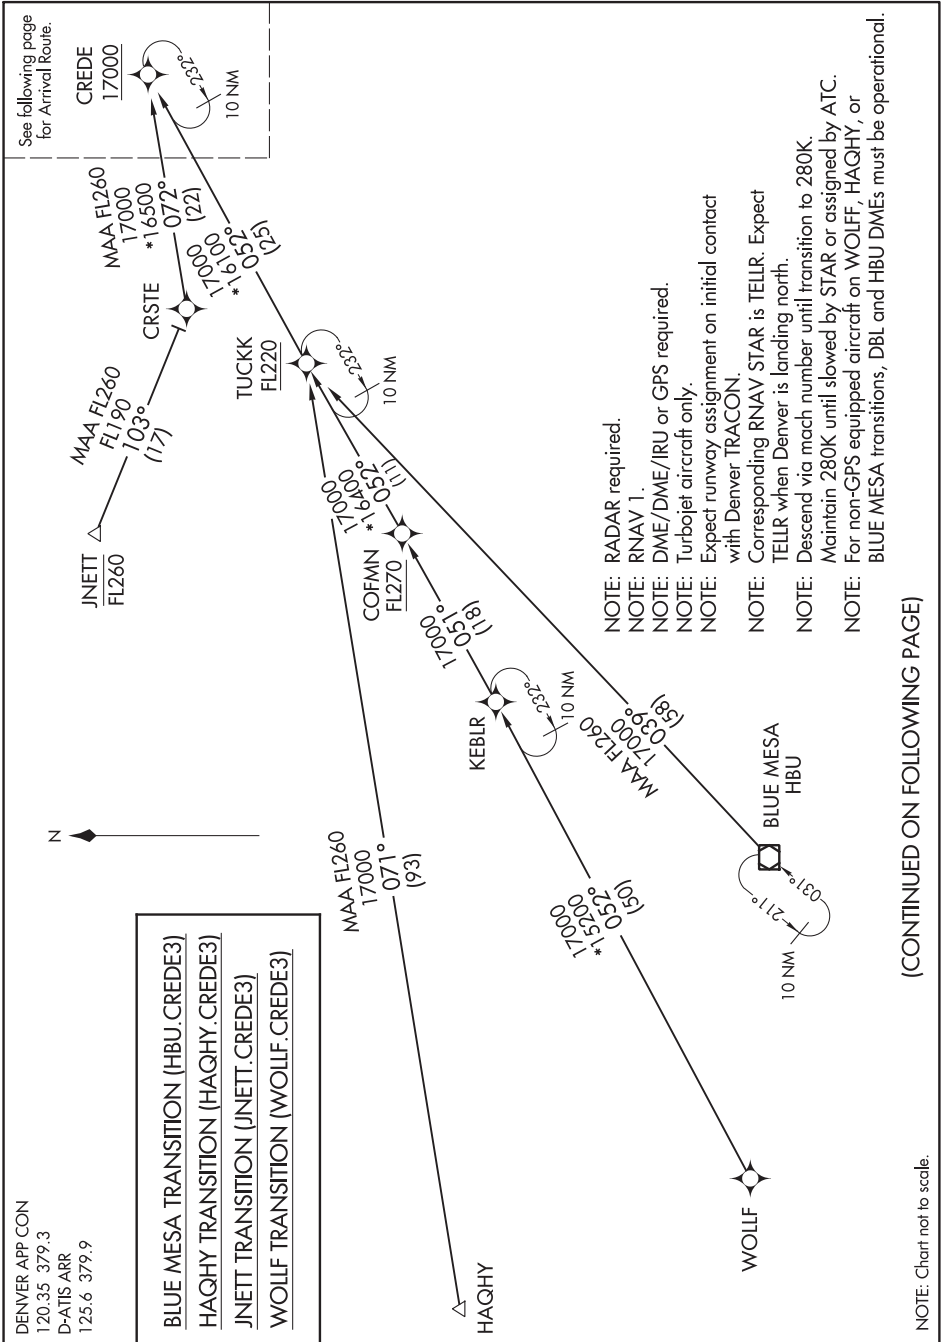 DENVER APP CON
120.35 379.3
D-ATIS ARR
125.6 379.9
BLUE MESA TRANSITION (HBU.CREDE3)
HAQHY TRANSITION (HAQHY.CREDE3)
JNETT TRANSITION (JNETT.CREDE3)
WOLLF TRANSITION (WOLLF.CREDE3)
N
See following page
for Arrival Route.
CREDE
17000
232°
10 NM
MAA FL260
17000
*16500
072°
(22)
CRSTE
MAA FL260
FL190
103°
(17)
JNETT
FL260
17000
*16100
052°
(25)
TUCKK
FL220
232°
10 NM
17000
*16400
052°
(11)
COFMN
FL270
17000
051°
(18)
KEBLR
232°
10 NM
MAA FL260
17000
071°
(93)
HAQHY
17000
*15200
052°
(50)
WOLLF
MAA FL260
17000
039°
(58)
BLUE MESA
HBU
211°
031°
10 NM
NOTE: RADAR required.
NOTE: RNAV 1.
NOTE: DME/DME/IRU or GPS required.
NOTE: Turbojet aircraft only.
NOTE: Expect runway assignment on initial contact
with Denver TRACON.
NOTE: Corresponding RNAV STAR is TELLR. Expect
TELLR when Denver is landing north.
NOTE: Descend via mach number until transition to 280K.
Maintain 280K until slowed by STAR or assigned by ATC.
NOTE: For non-GPS equipped aircraft on WOLFF, HAQHY, or
BLUE MESA transitions, DBL and HBU DMEs must be operational.
(CONTINUED ON FOLLOWING PAGE)
NOTE: Chart not to scale.